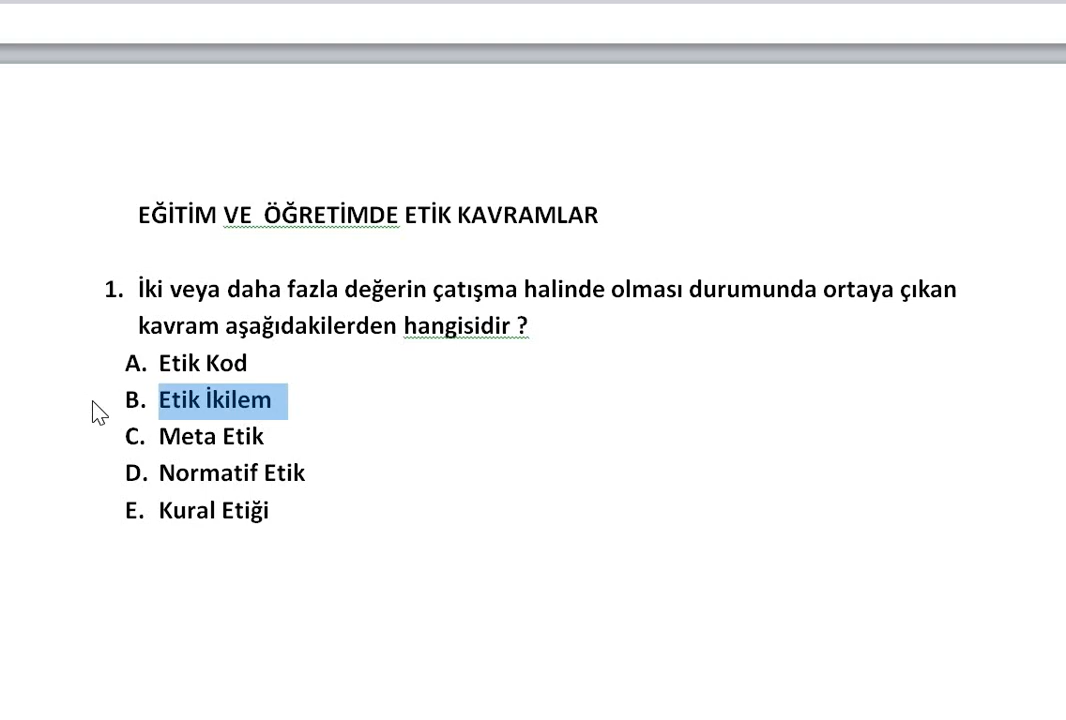 EĞİTİM VE  ÖĞRETİMDE ETİK KAVRAMLAR
1. İki veya daha fazla değerin çatışma halinde olması durumunda ortaya çıkan
kavram aşağıdakilerden hangisidir ?
A. Etik Kod
B. Etik İkilem
C. Meta Etik
D. Normatif Etik
E. Kural Etiği